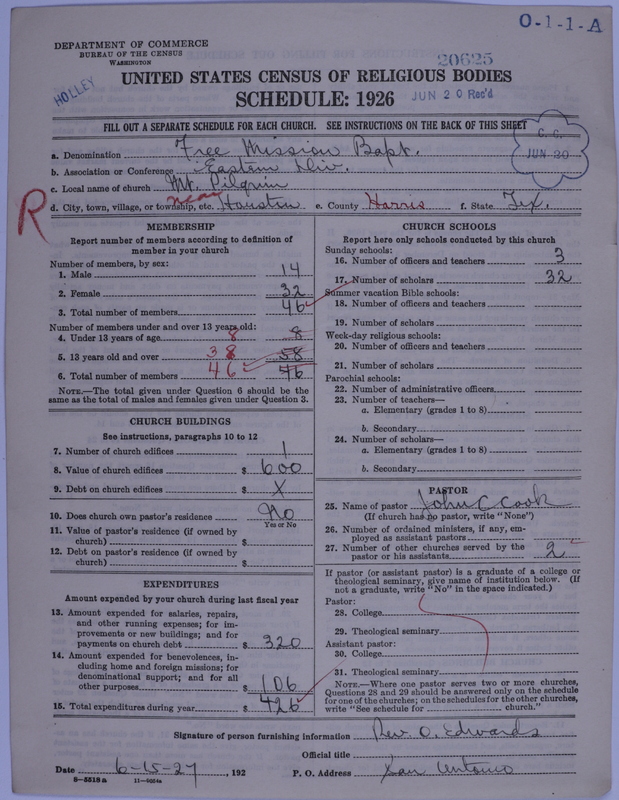 O-1-1-A
DEPARTMENT OF COMMERCE
BUREAU OF THE CENSUS
WASHINGTON
HOLLEY
20625
UNITED STATES CENSUS OF RELIGIOUS BODIES
SCHEDULE: 1926
JUN 20 Rec'd
FILL OUT A SEPARATE SCHEDULE FOR EACH CHURCH. SEE INSTRUCTIONS ON THE BACK OF THIS SHEET
C. C.
JUN 20
a. Denomination Free Mission Bapt.
b. Association or Conference Eastern Div.
c. Local name of church Mt. Pilgrim
R
d. City, town, village, or township, etc. near Houston e. County Harris f. State Tex.
MEMBERSHIP
Report number of members according to definition of
member in your church
Number of members, by sex:
1. Male 14
2. Female 32
3. Total number of members 46
Number of members under and over 13 years old:
4. Under 13 years of age 8 8
5. 13 years old and over 38 58
6. Total number of members 46 76
NOTE.—The total given under Question 6 should be the
same as the total of males and females given under Question 3.
CHURCH BUILDINGS
See instructions, paragraphs 10 to 12
7. Number of church edifices 1
8. Value of church edifices $ 600
9. Debt on church edifices $ X
10. Does church own pastor's residence No
Yes or No
11. Value of pastor's residence (if owned by
church) $
12. Debt on pastor's residence (if owned by
church) $
EXPENDITURES
Amount expended by your church during last fiscal year
13. Amount expended for salaries, repairs,
and other running expenses; for im-
provements or new buildings; and for
payments on church debt $ 320
14. Amount expended for benevolences, in-
cluding home and foreign missions; for
denominational support; and for all
other purposes $ 106
15. Total expenditures during year $ 426
CHURCH SCHOOLS
Report here only schools conducted by this church
Sunday schools:
16. Number of officers and teachers 3
17. Number of scholars 32
Summer vacation Bible schools:
18. Number of officers and teachers
19. Number of scholars
Week-day religious schools:
20. Number of officers and teachers
21. Number of scholars
Parochial schools:
22. Number of administrative officers
23. Number of teachers—
a. Elementary (grades 1 to 8)
b. Secondary
24. Number of scholars—
a. Elementary (grades 1 to 8)
b. Secondary
PASTOR
25. Name of pastor John C Cook
(If church has no pastor, write "None")
26. Number of ordained ministers, if any, em-
ployed as assistant pastors
27. Number of other churches served by the
pastor or his assistants 2
If pastor (or assistant pastor) is a graduate of a college or
theological seminary, give name of institution below. (If
not a graduate, write "No" in the space indicated.)
Pastor:
28. College
29. Theological seminary
Assistant pastor:
30. College
31. Theological seminary
NOTE.—Where one pastor serves two or more churches,
Questions 28 and 29 should be answered only on the schedule
for one of the churches; on the schedules for the other churches,
write "See schedule for church."
Signature of person furnishing information Rev. O. Edwards
Official title
Date 6-15-27, 192 P. O. Address San Antonio
8-5518a 11-9064a